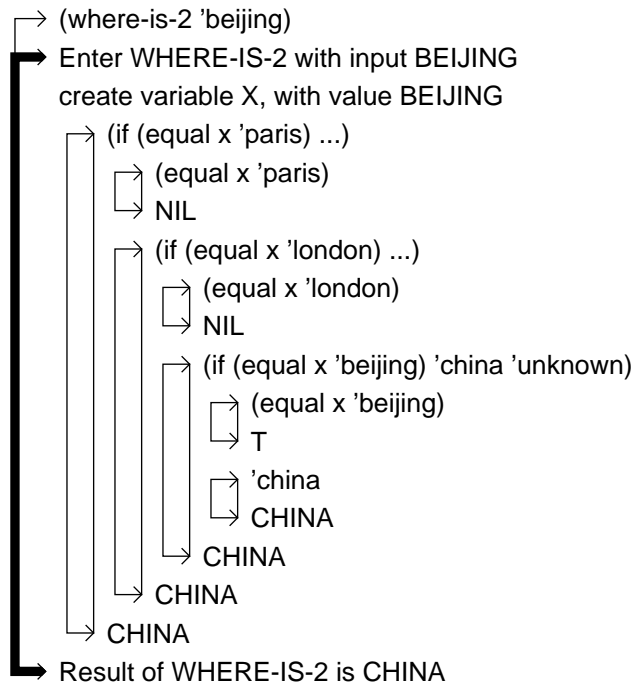 (where-is-2 ’beijing)
Enter WHERE-IS-2 with input BEIJING
create variable X, with value BEIJING
(if (equal x ’paris) ...)
(equal x ’paris)
NIL
(if (equal x ’london) ...)
(equal x ’london)
NIL
(if (equal x ’beijing) ’china ’unknown)
(equal x ’beijing)
T
’china
CHINA
CHINA
CHINA
CHINA
Result of WHERE-IS-2 is CHINA